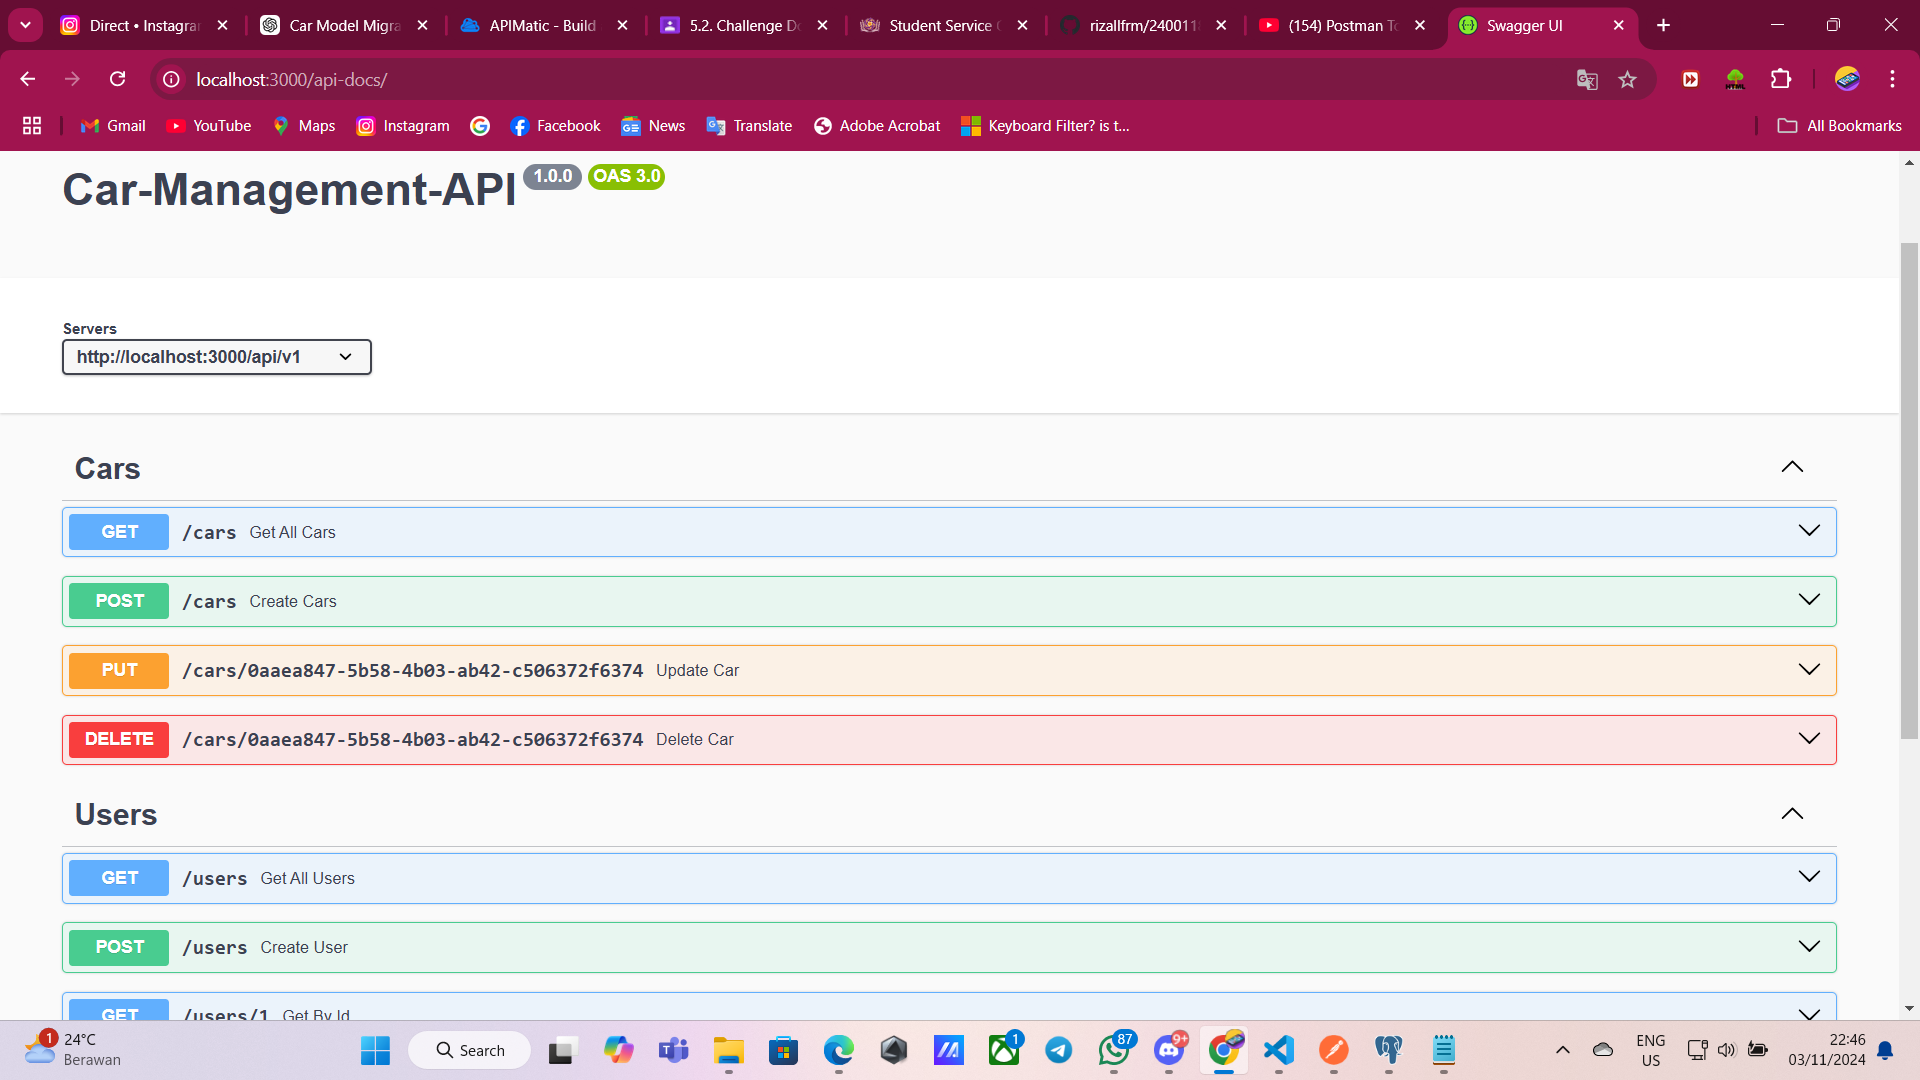 Direct • Instagra
Car Model Migra
APIMatic - Build
5.2. Challenge D
Student Service
rizallfrm/24001
(154) Postman T
Swagger UI
localhost:3000/api-docs/
Gmail
YouTube
Maps
Instagram
Facebook
News
Translate
Adobe Acrobat
Keyboard Filter? is t...
All Bookmarks
Car-Management-API 1.0.0 OAS 3.0
Servers
http://localhost:3000/api/v1
Cars
GET /cars Get All Cars
POST /cars Create Cars
PUT /cars/0aaea847-5b58-4b03-ab42-c506372f6374 Update Car
DELETE /cars/0aaea847-5b58-4b03-ab42-c506372f6374 Delete Car
Users
GET /users Get All Users
POST /users Create User
GET /users/1 Get By Id
1
24°C
Berawan
Search
1
87
9+
ENG
US
22:46
03/11/2024